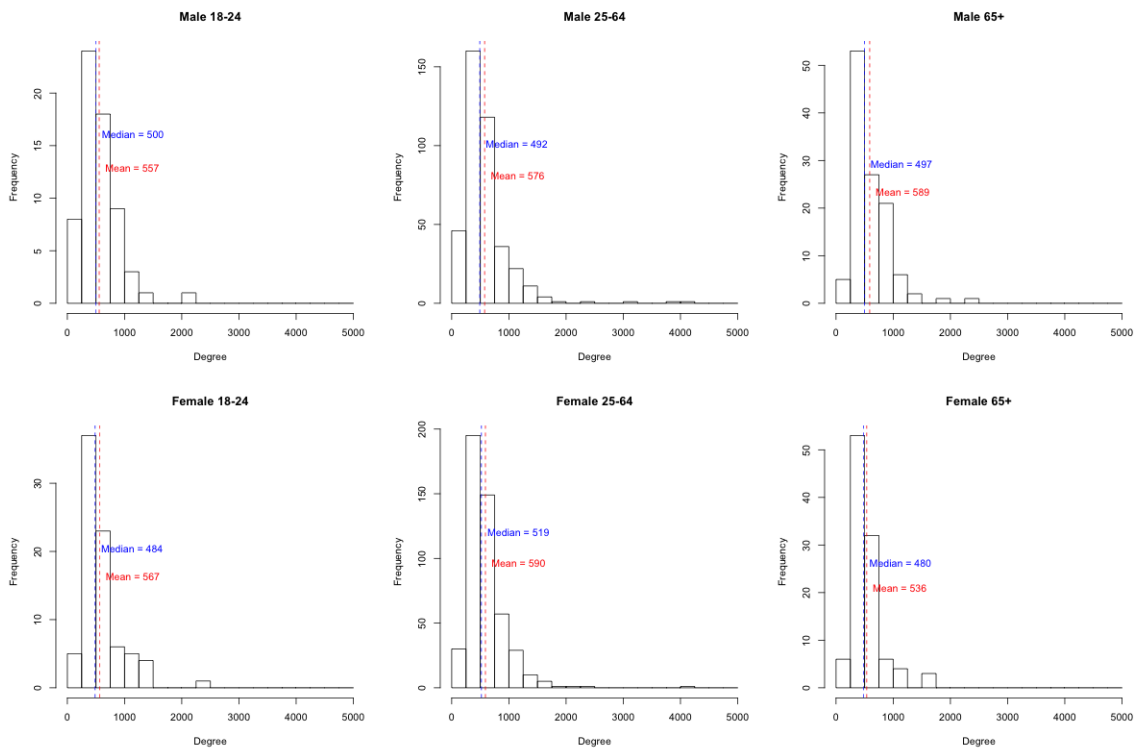 Male 18-24
Frequency
20
15
10
5
0
Median = 500
Mean = 557
0 1000 2000 3000 4000 5000
Degree
Male 25-64
Frequency
150
100
50
0
Median = 492
Mean = 576
0 1000 2000 3000 4000 5000
Degree
Male 65+
Frequency
50
40
30
20
10
0
Median = 497
Mean = 589
0 1000 2000 3000 4000 5000
Degree
Female 18-24
Frequency
30
20
10
0
Median = 484
Mean = 567
0 1000 2000 3000 4000 5000
Degree
Female 25-64
Frequency
200
150
100
50
0
Median = 519
Mean = 590
0 1000 2000 3000 4000 5000
Degree
Female 65+
Frequency
50
40
30
20
10
0
Median = 480
Mean = 536
0 1000 2000 3000 4000 5000
Degree